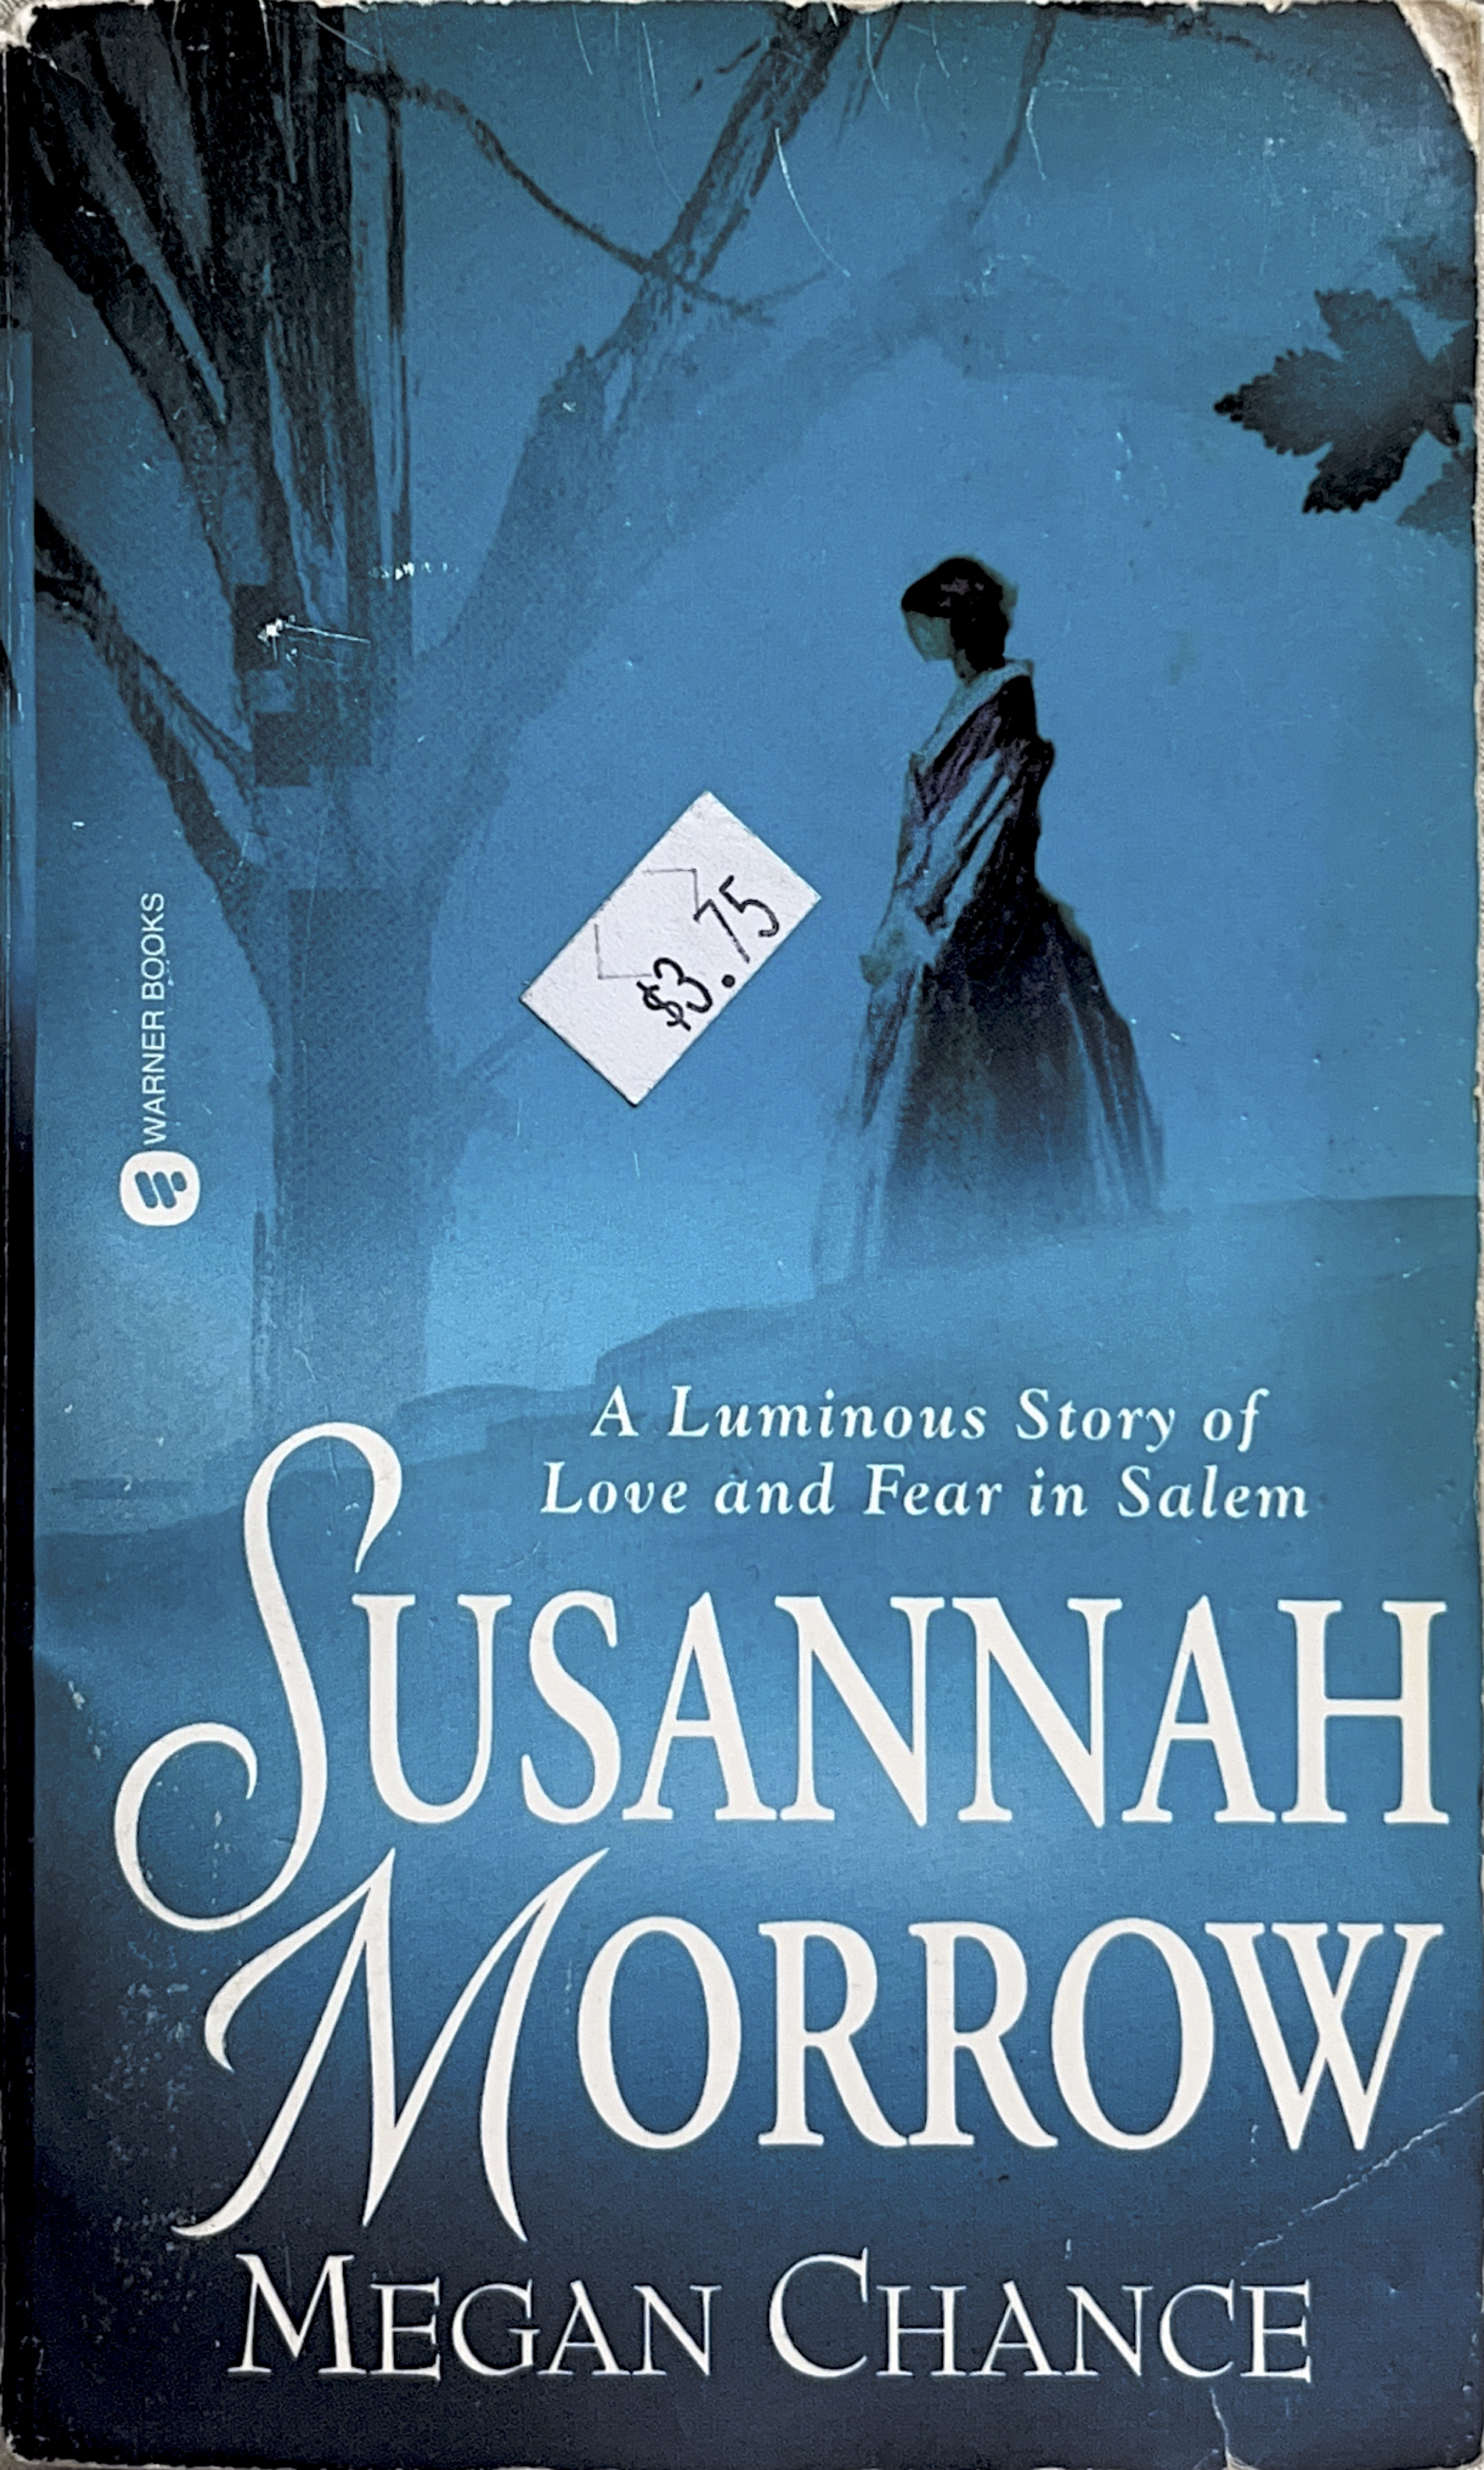 WARNER BOOKS
$3.75
A Luminous Story of
Love and Fear in Salem
SUSANNAH
MORROW
MEGAN CHANCE